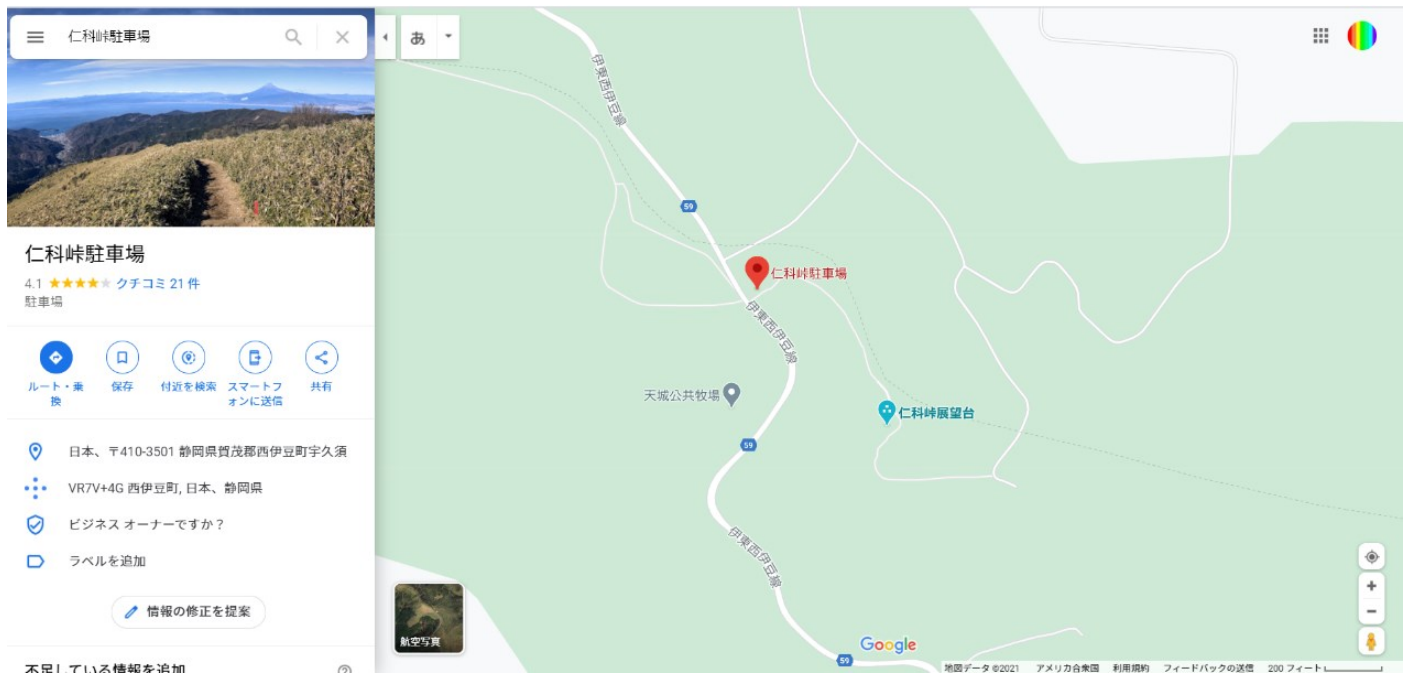 仁科峠駐車場
あ
仁科峠駐車場
4.1
クチコミ 21 件
駐車場
ルート・乗
換
保存
付近を検索
スマートフ
ォンに送信
共有
日本、〒410-3501 静岡県賀茂郡西伊豆町宇久須
VR7V+4G 西伊豆町, 日本、静岡県
ビジネス オーナーですか？
ラベルを追加
情報の修正を提案
不足している情報を追加
伊東西伊豆線
59
仁科峠駐車場
伊東西伊豆線
天城公共牧場
仁科峠展望台
59
伊東西伊豆線
59
航空写真
Google
地図データ ©2021 アメリカ合衆国 利用規約 フィードバックの送信 200 フィート